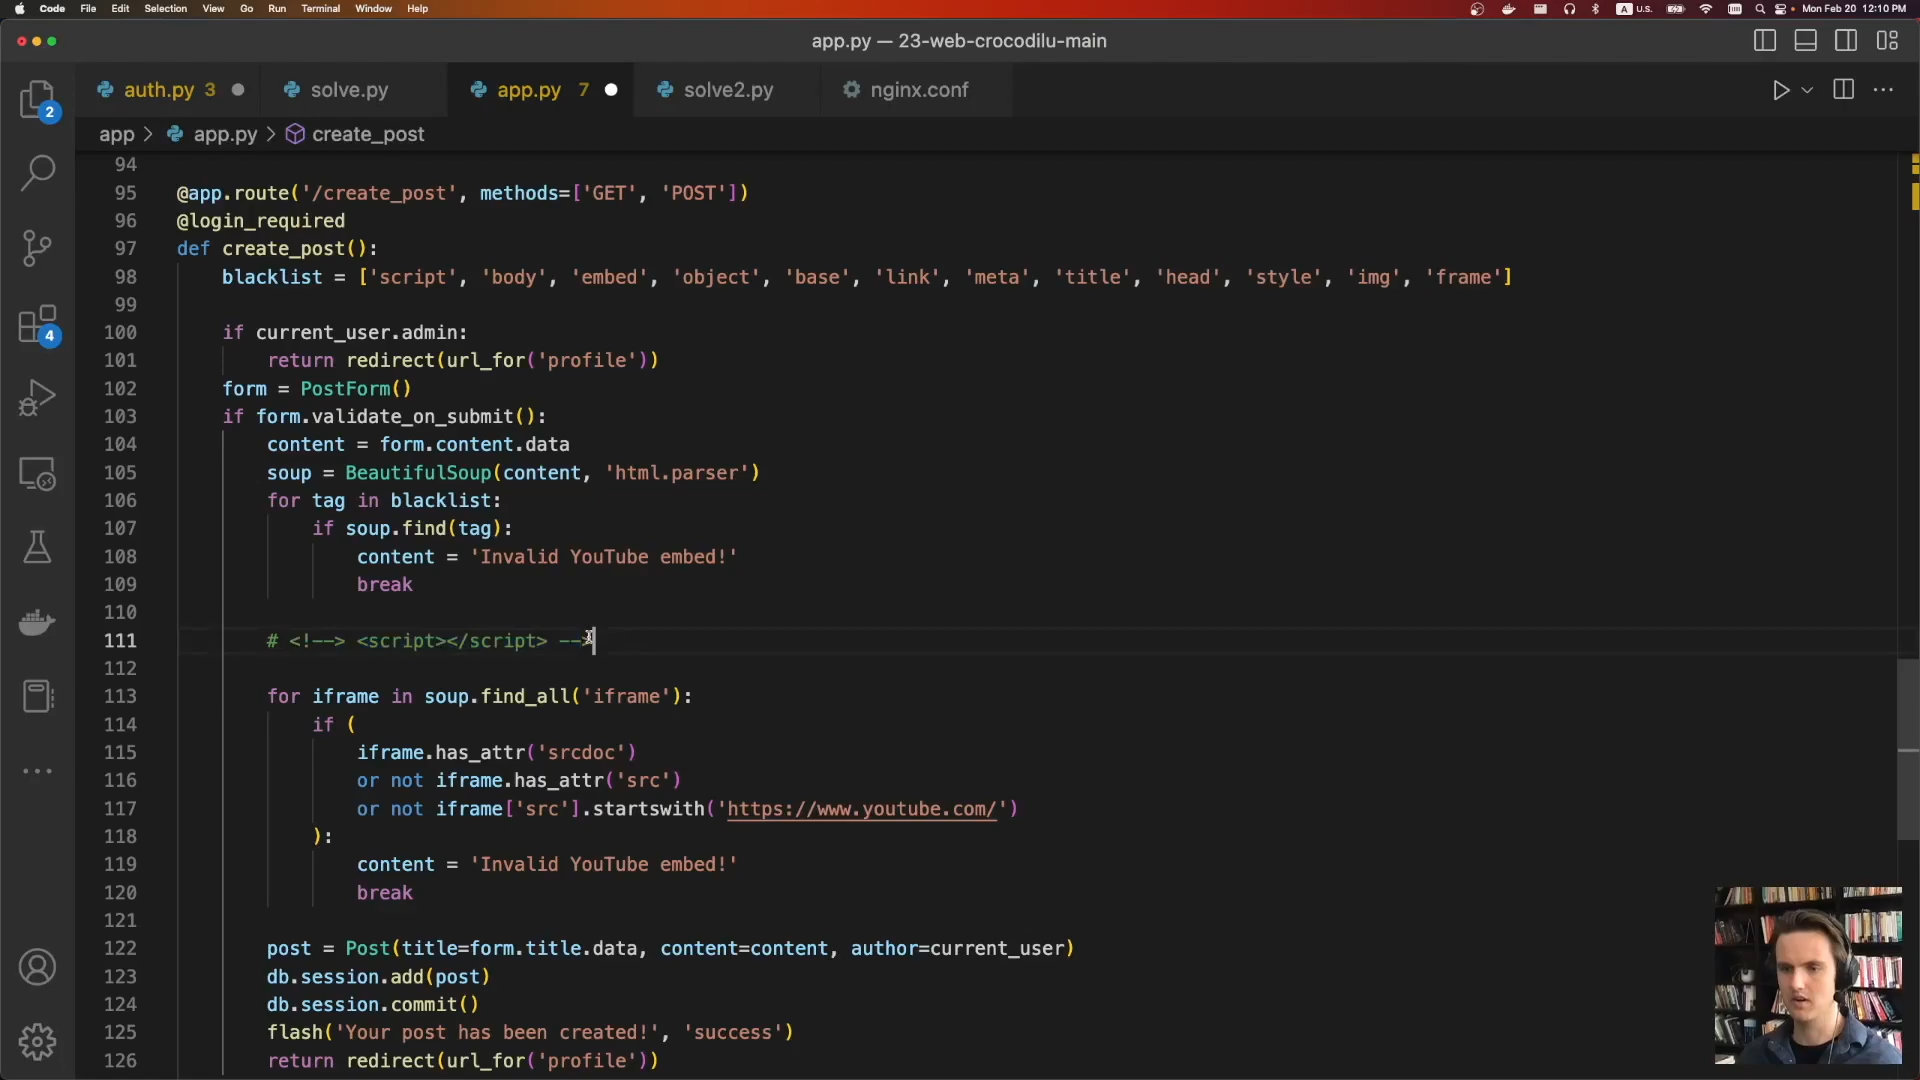 Code File Edit Selection View Go Run Terminal Window Help U.S. Mon Feb 20 12:10 PM
app.py — 23-web-crocodilu-main
auth.py 3 solve.py app.py 7 solve2.py nginx.conf
app > app.py > create_post
94
95 @app.route('/create_post', methods=['GET', 'POST'])
96 @login_required
97 def create_post():
98 blacklist = ['script', 'body', 'embed', 'object', 'base', 'link', 'meta', 'title', 'head', 'style', 'img', 'frame']
99
100 if current_user.admin:
101 return redirect(url_for('profile'))
102 form = PostForm()
103 if form.validate_on_submit():
104 content = form.content.data
105 soup = BeautifulSoup(content, 'html.parser')
106 for tag in blacklist:
107 if soup.find(tag):
108 content = 'Invalid YouTube embed!'
109 break
110
111 # <!--> <script></script> -->
112
113 for iframe in soup.find_all('iframe'):
114 if (
115 iframe.has_attr('srcdoc')
116 or not iframe.has_attr('src')
117 or not iframe['src'].startswith('https://www.youtube.com/')
118 ):
119 content = 'Invalid YouTube embed!'
120 break
121
122 post = Post(title=form.title.data, content=content, author=current_user)
123 db.session.add(post)
124 db.session.commit()
125 flash('Your post has been created!', 'success')
126 return redirect(url_for('profile'))
2
4